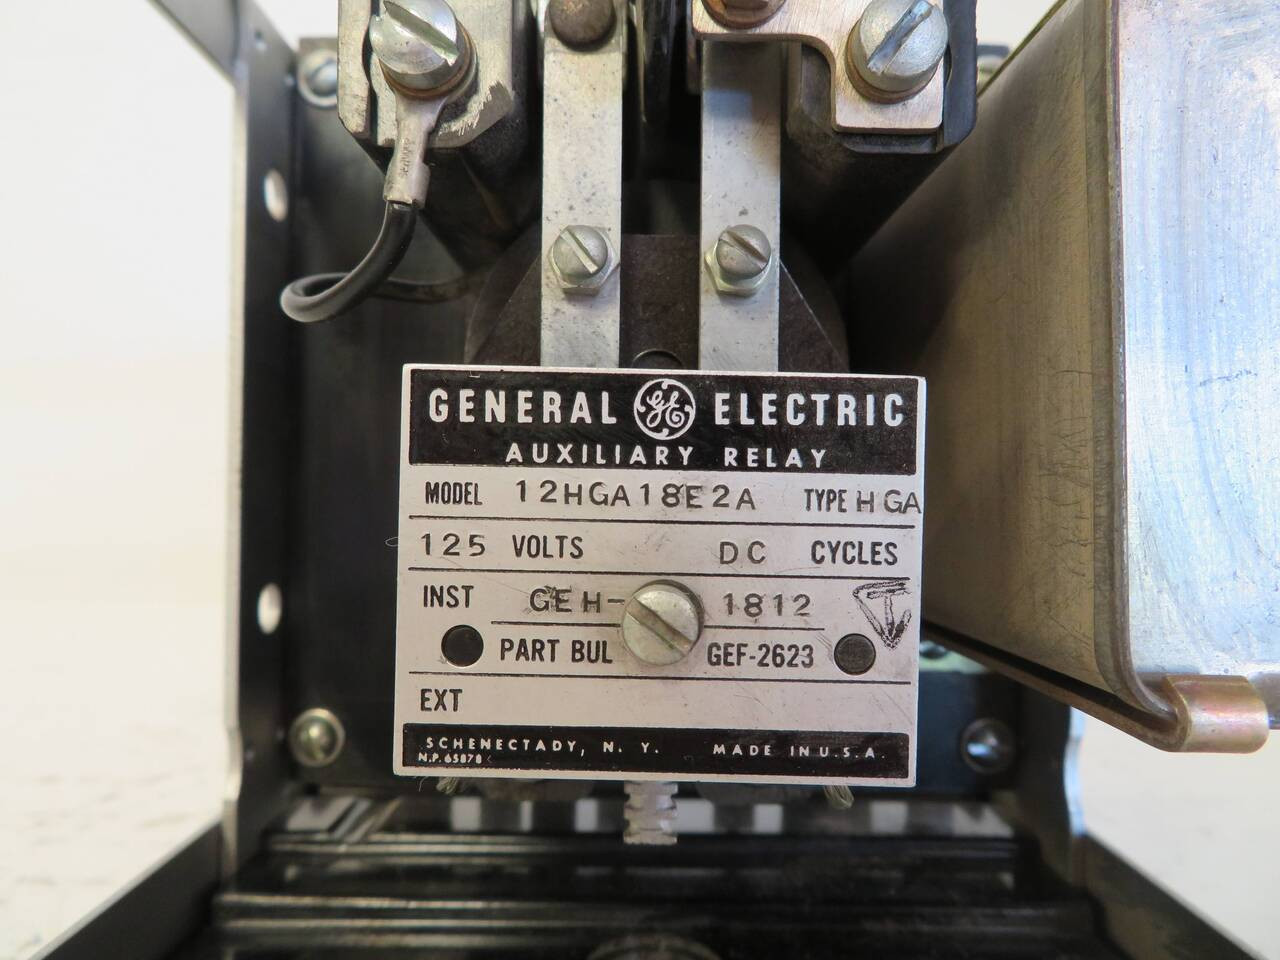 GENERAL GE ELECTRIC
AUXILIARY RELAY
MODEL 12HGA18E2A TYPE HGA
125 VOLTS DC CYCLES
INST GEH- 1812
PART BUL GEF-2623
EXT
SCHENECTADY, N. Y. MADE IN U.S.A.
N.P. 65878